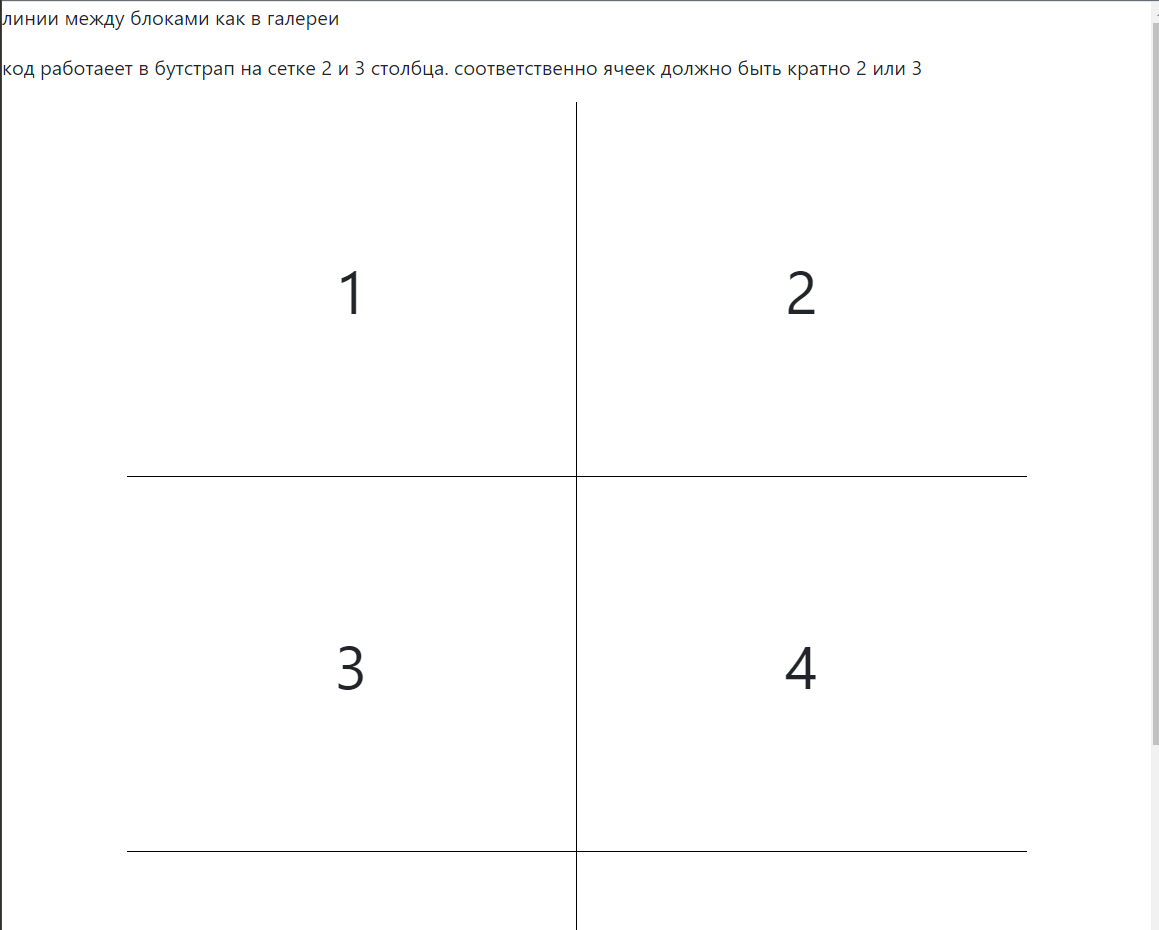 линии между блоками как в галереи
код работаеет в бутстрап на сетке 2 и 3 столбца. соответственно ячеек должно быть кратно 2 или 3
1 2
3 4